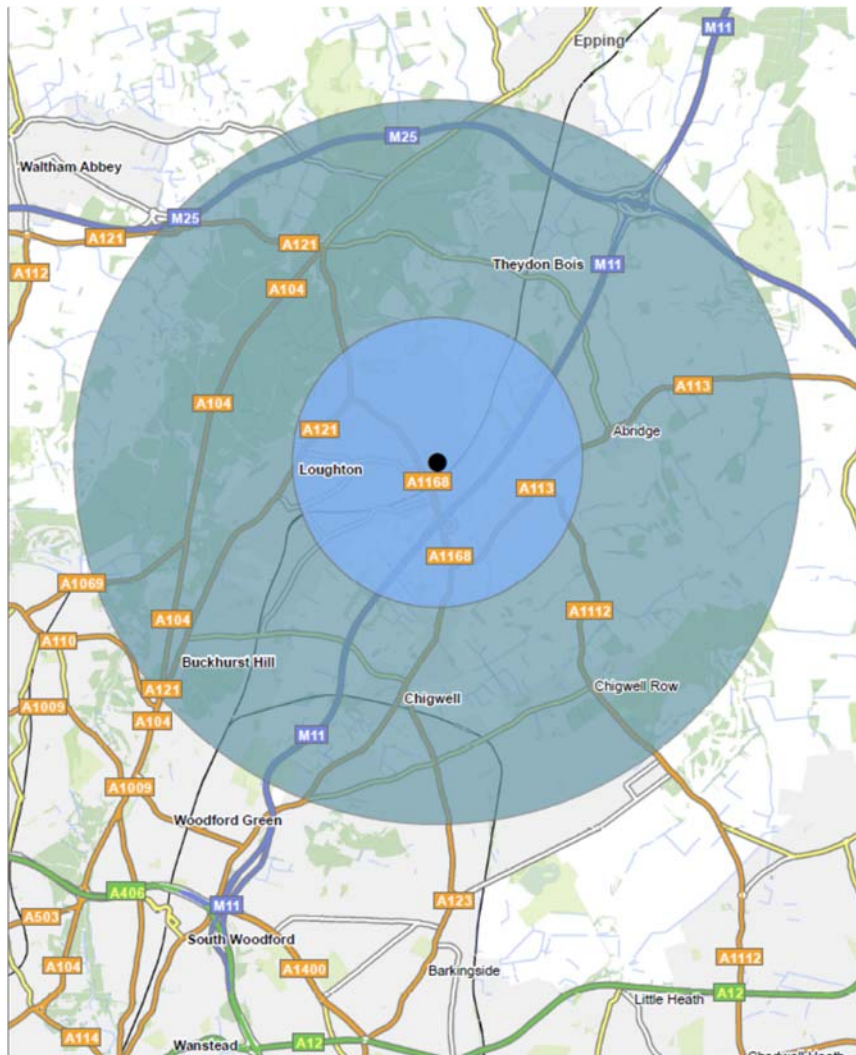 M11
Epping
M25
Waltham Abbey
M25
A121
A121
A112
Theydon Bois
M11
A104
A113
A104
A121
Abridge
Loughton
A1168
A113
A1168
A1069
A1112
A104
A110
Buckhurst Hill
A121
Chigwell Row
Chigwell
A1009
A104
M11
A1009
Woodford Green
A406
M11
A123
A503
South Woodford
A104
A1400
Barkingside
A1112
A12
Little Heath
A114
Wanstead
A12
Chadwell Heath